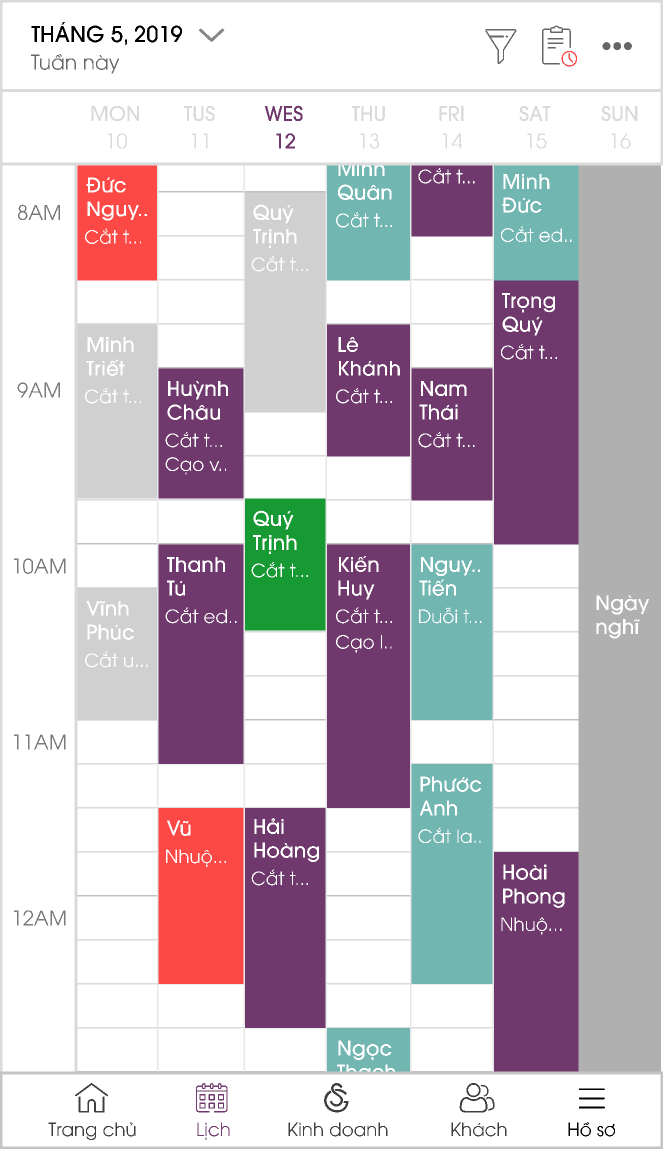 THÁNG 5, 2019
Tuần này
MON TUS WES THU FRI SAT SUN
10 11 12 13 14 15 16
8AM
9AM
10AM
11AM
12AM
Đức
Nguy..
Cắt t...
Minh
Triết
Cắt t...
Vĩnh
Phúc
Cắt u...
Huỳnh
Châu
Cắt t...
Cạo v..
Thanh
Tú
Cắt ed..
Vũ
Nhuộ...
Quý
Trịnh
Cắt t...
Quý
Trịnh
Cắt t...
Hải
Hoàng
Cắt t...
Minh
Quân
Cắt t...
Lê
Khánh
Cắt t...
Kiến
Huy
Cắt t...
Cạo l..
Ngọc
Thạch
Cắt t...
Nam
Thái
Cắt t...
Nguy..
Tiến
Duỗi t...
Phước
Anh
Cắt la..
Minh
Đức
Cắt ed..
Trọng
Quý
Cắt t...
Hoài
Phong
Nhuộ...
Ngày
nghĩ
Trang chủ
Lịch
Kinh doanh
Khách
Hồ sơ